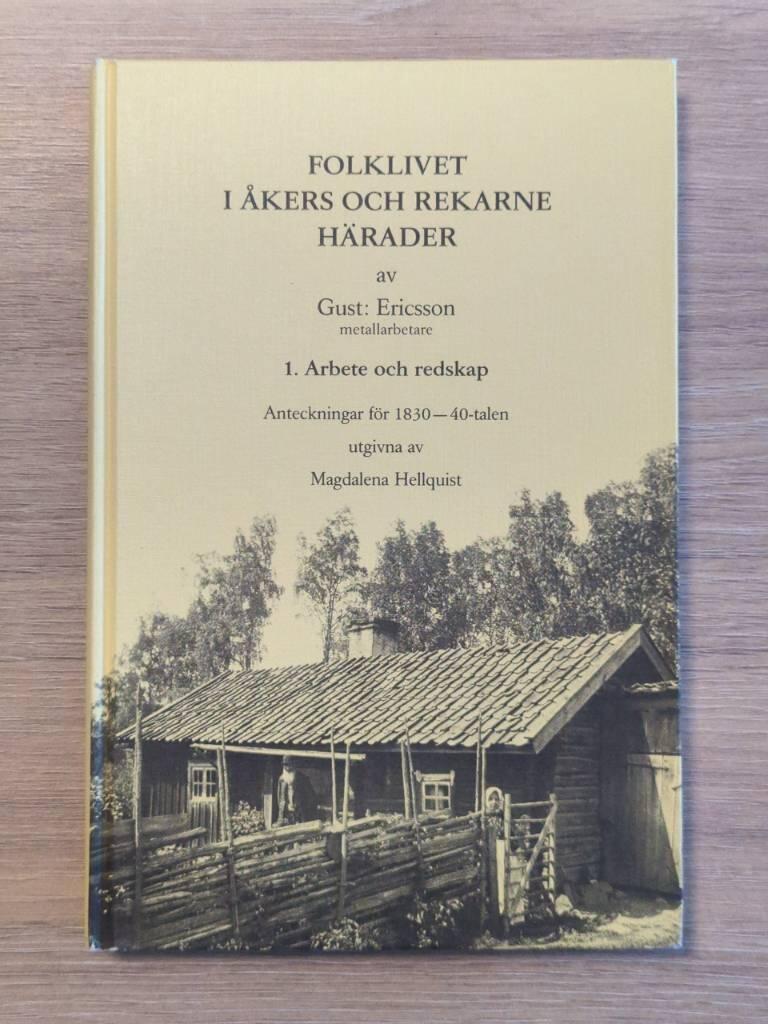 FOLKLIVET
I ÅKERS OCH REKARNE
HÄRADER
av
Gust: Ericsson
metallarbetare
1. Arbete och redskap
Anteckningar för 1830—40-talen
utgivna av
Magdalena Hellquist